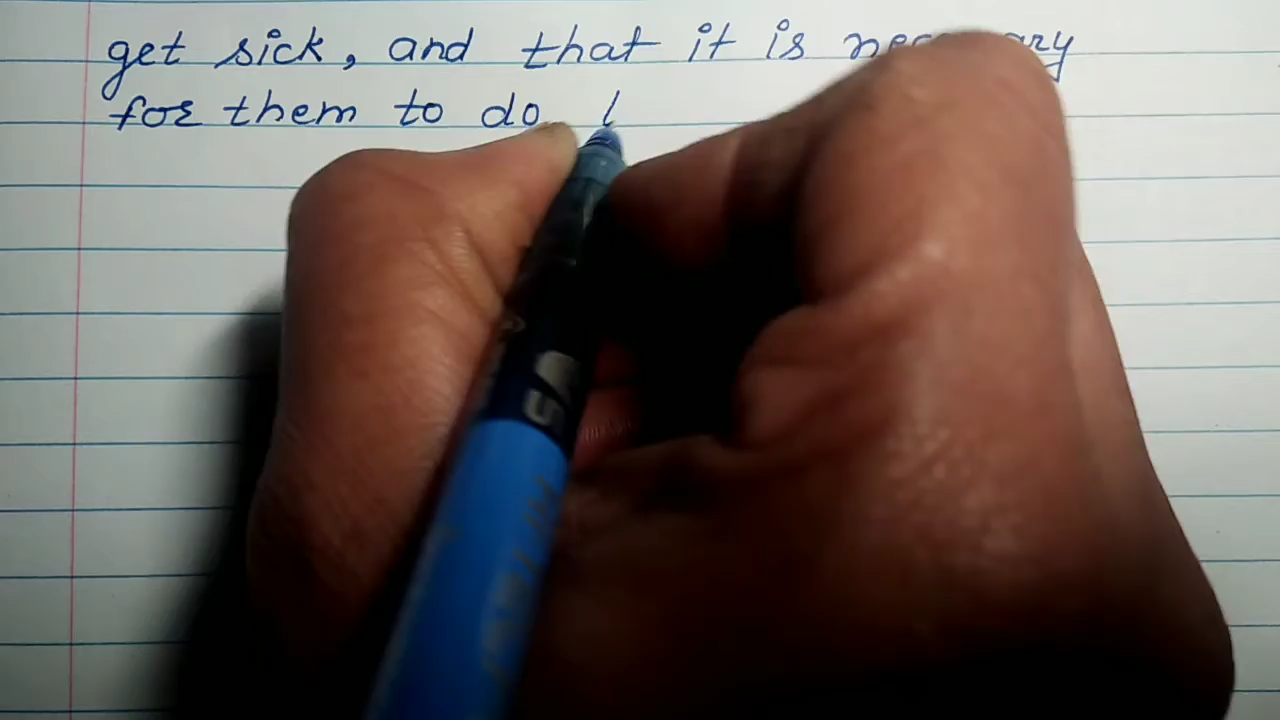 get sick, and that it is
for them to do